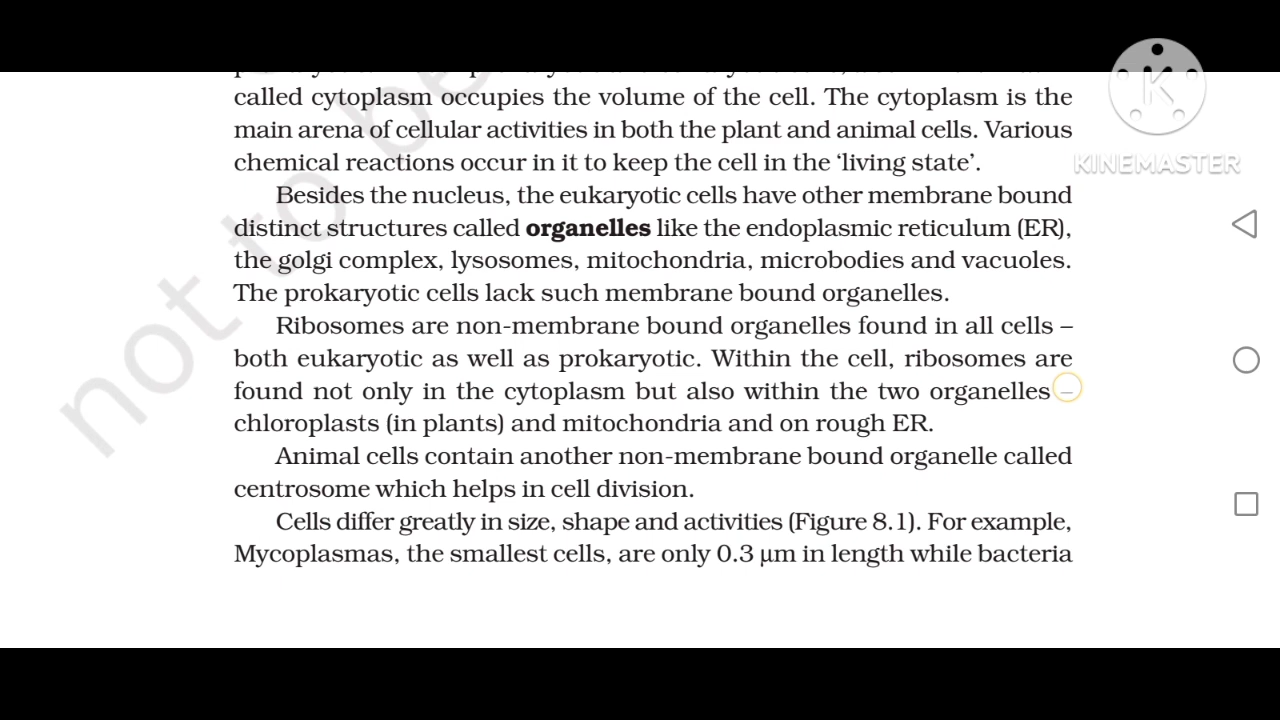 called cytoplasm occupies the volume of the cell. The cytoplasm is the
main arena of cellular activities in both the plant and animal cells. Various
chemical reactions occur in it to keep the cell in the ‘living state’.
Besides the nucleus, the eukaryotic cells have other membrane bound
distinct structures called organelles like the endoplasmic reticulum (ER),
the golgi complex, lysosomes, mitochondria, microbodies and vacuoles.
The prokaryotic cells lack such membrane bound organelles.
Ribosomes are non-membrane bound organelles found in all cells –
both eukaryotic as well as prokaryotic. Within the cell, ribosomes are
found not only in the cytoplasm but also within the two organelles –
chloroplasts (in plants) and mitochondria and on rough ER.
Animal cells contain another non-membrane bound organelle called
centrosome which helps in cell division.
Cells differ greatly in size, shape and activities (Figure 8.1). For example,
Mycoplasmas, the smallest cells, are only 0.3 µm in length while bacteria
not to be
K
KINEMASTER